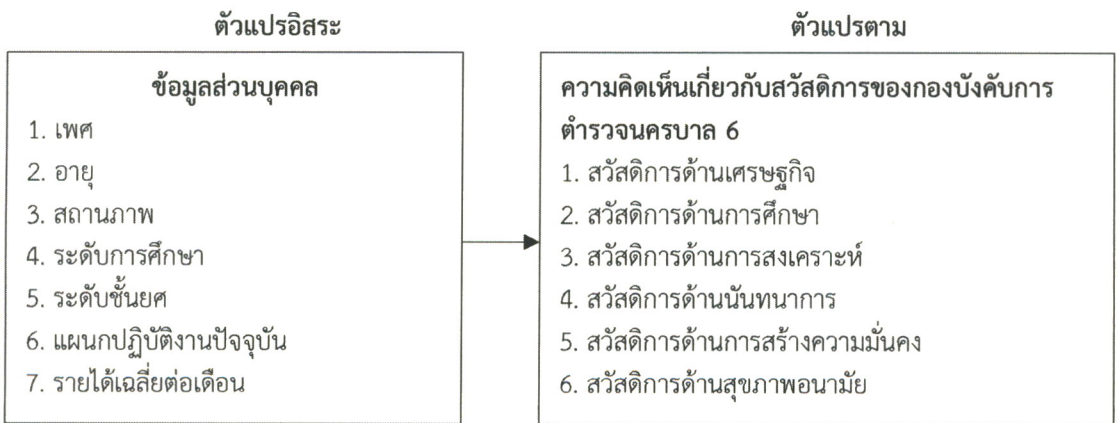 ตัวแปรอิสระ
ข้อมูลส่วนบุคคล
1. เพศ
2. อายุ
3. สถานภาพ
4. ระดับการศึกษา
5. ระดับชั้นยศ
6. แผนกปฏิบัติงานปัจจุบัน
7. รายได้เฉลี่ยต่อเดือน
ตัวแปรตาม
ความคิดเห็นเกี่ยวกับสวัสดิการของกองบังคับการ
ตำรวจนครบาล 6
1. สวัสดิการด้านเศรษฐกิจ
2. สวัสดิการด้านการศึกษา
3. สวัสดิการด้านการสงเคราะห์
4. สวัสดิการด้านนันทนาการ
5. สวัสดิการด้านการสร้างความมั่นคง
6. สวัสดิการด้านสุขภาพอนามัย